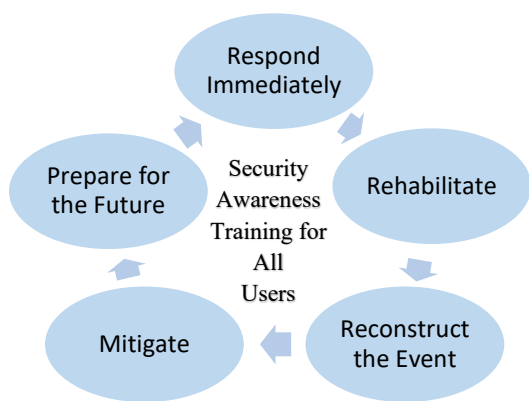 Respond
Immediately
Rehabilitate
Reconstruct
the Event
Mitigate
Prepare for
the Future
Security
Awareness
Training for
All
Users